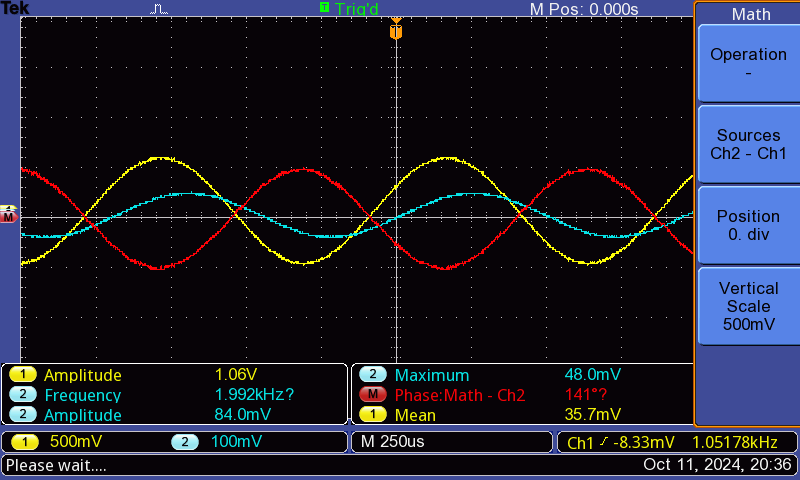 Tek T Trig'd M Pos: 0.000s Math
T
Operation
-
Sources
Ch2 - Ch1
M
Position
0. div
Vertical
Scale
500mV
1 Amplitude 1.06V 2 Maximum 48.0mV
2 Frequency 1.992kHz? M Phase:Math - Ch2 141°?
2 Amplitude 84.0mV 1 Mean 35.7mV
1 500mV 2 100mV M 250us Ch1 -8.33mV 1.05178kHz
Please wait.... Oct 11, 2024, 20:36